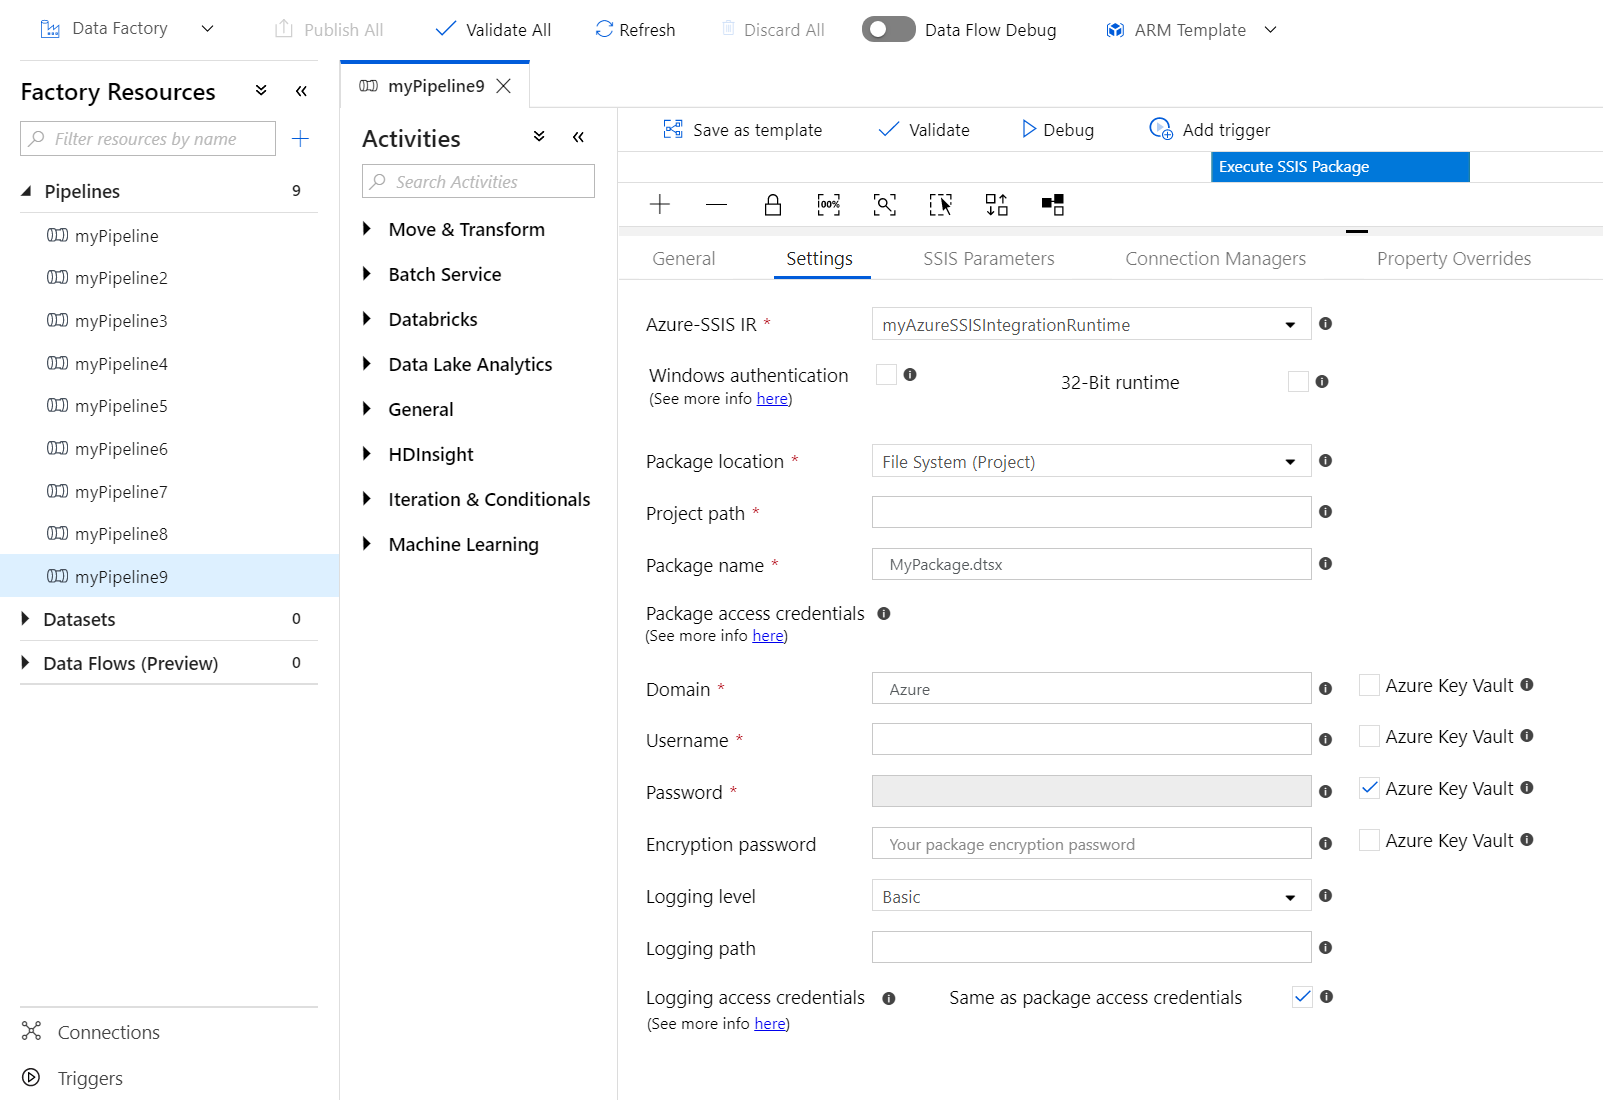 Data Factory
Publish All
Validate All
Refresh
Discard All
Data Flow Debug
ARM Template
Factory Resources
Filter resources by name
Pipelines 9
myPipeline
myPipeline2
myPipeline3
myPipeline4
myPipeline5
myPipeline6
myPipeline7
myPipeline8
myPipeline9
Datasets 0
Data Flows (Preview) 0
Connections
Triggers
myPipeline9
Activities
Search Activities
Move & Transform
Batch Service
Databricks
Data Lake Analytics
General
HDInsight
Iteration & Conditionals
Machine Learning
Save as template
Validate
Debug
Add trigger
Execute SSIS Package
100%
General
Settings
SSIS Parameters
Connection Managers
Property Overrides
Azure-SSIS IR * myAzureSSISIntegrationRuntime
Windows authentication
(See more info here)
32-Bit runtime
Package location * File System (Project)
Project path *
Package name * MyPackage.dtsx
Package access credentials
(See more info here)
Domain * Azure Azure Key Vault
Username * Azure Key Vault
Password * Azure Key Vault
Encryption password Your package encryption password Azure Key Vault
Logging level Basic
Logging path
Logging access credentials Same as package access credentials
(See more info here)